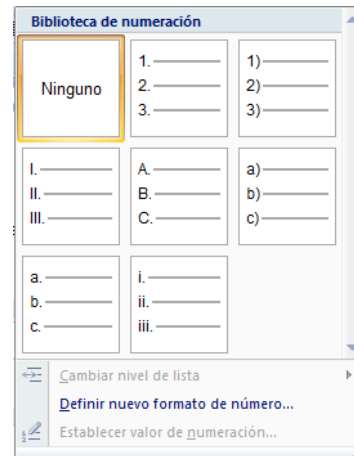 Biblioteca de numeración
Ninguno
1.
2.
3.
1)
2)
3)
I.
II.
III.
A.
B.
C.
a)
b)
c)
a.
b.
c.
i.
ii.
iii.
Cambiar nivel de lista
Definir nuevo formato de número...
Establecer valor de numeración...